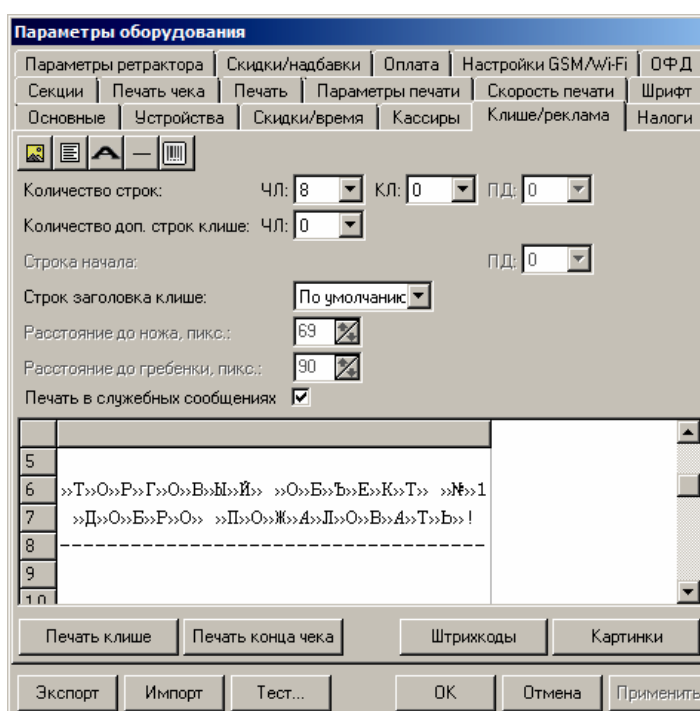 Параметры оборудования
Параметры ретрактора Скидки/надбавки Оплата Настройки GSM/Wi-Fi ОФД
Секции Печать чека Печать Параметры печати Скорость печати Шрифт
Основные Устройства Скидки/время Кассиры Клише/реклама Налоги
Количество строк: ЧЛ: 8 КЛ: 0 ПД: 0
Количество доп. строк клише: ЧЛ: 0
Строка начала: ПД: 0
Строк заголовка клише: По умолчанию
Расстояние до ножа, пикс.: 69
Расстояние до гребенки, пикс.: 90
Печать в служебных сообщениях
5
6 »Т»О»Р»Г»О»В»Ы»Й» »О»Б»Ъ»Е»К»Т» »№»1
7 »Д»О»Б»Р»О» »П»О»Ж»А»Л»О»В»А»Т»Ь»!
8 ------------------------------------
9
10
Печать клише Печать конца чека Штрихкоды Картинки
Экспорт Импорт Тест... OK Отмена Применить